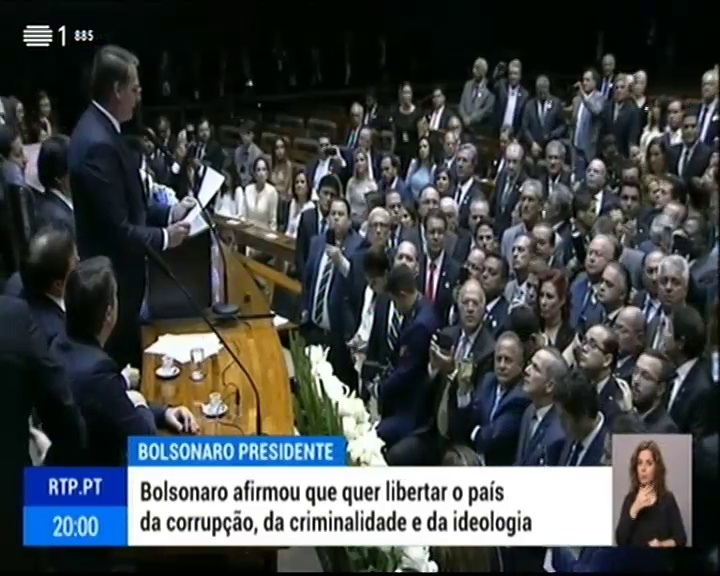 1 885
BOLSONARO PRESIDENTE
RTP.PT
20:00
Bolsonaro afirmou que quer libertar o país
da corrupção, da criminalidade e da ideologia